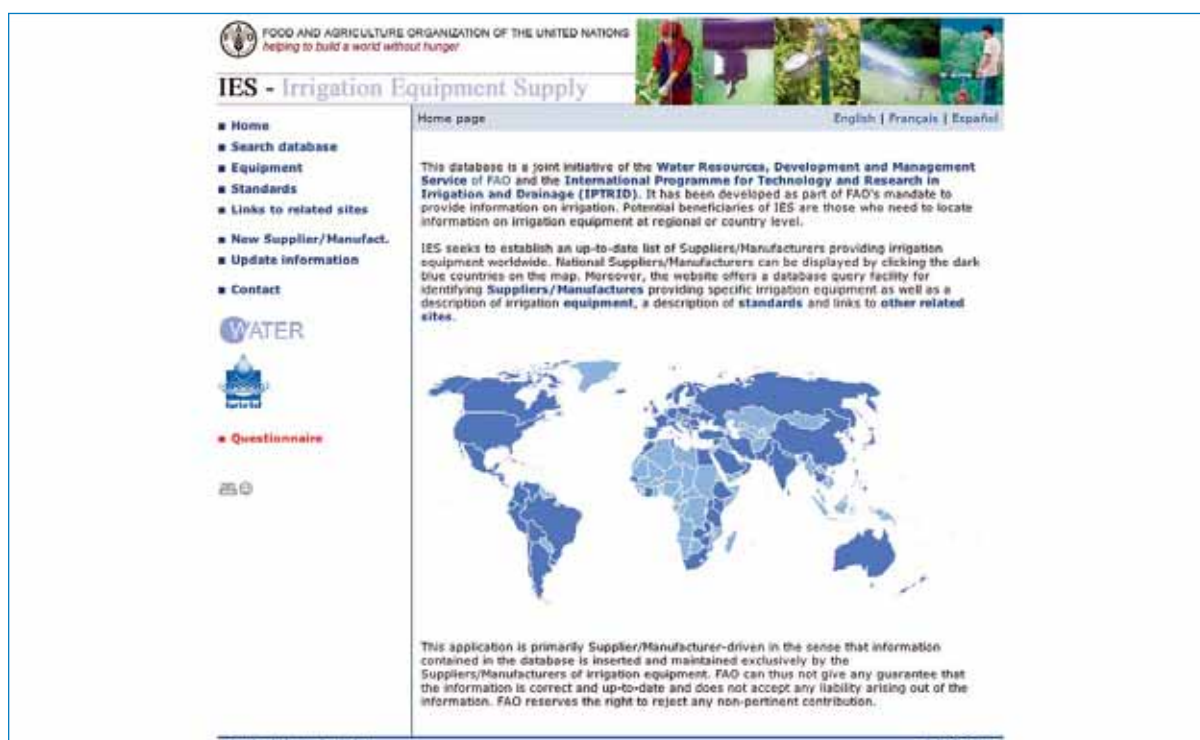 FOOD AND AGRICULTURE ORGANIZATION OF THE UNITED NATIONS
helping to build a world without hunger
IES - Irrigation Equipment Supply
Home page
English | Français | Español
Home
Search database
Equipment
Standards
Links to related sites
New Supplier/Manufact.
Update information
Contact
WATER
Questionnaire
This database is a joint initiative of the Water Resources, Development and Management
Service of FAO and the International Programme for Technology and Research in
Irrigation and Drainage (IPTRID). It has been developed as part of FAO's mandate to
provide information on irrigation. Potential beneficiaries of IES are those who need to locate
information on irrigation equipment at regional or country level.
IES seeks to establish an up-to-date list of Suppliers/Manufacturers providing irrigation
equipment worldwide. National Suppliers/Manufacturers can be displayed by clicking the dark
blue countries on the map. Moreover, the website offers a database query facility for
identifying Suppliers/Manufactures providing specific irrigation equipment as well as a
description of irrigation equipment, a description of standards and links to other related
sites.
This application is primarily Supplier/Manufacturer-driven in the sense that information
contained in the database is inserted and maintained exclusively by the
Suppliers/Manufacturers of irrigation equipment. FAO can thus not give any guarantee that
the information is correct and up-to-date and does not accept any liability arising out of the
information. FAO reserves the right to reject any non-pertinent contribution.